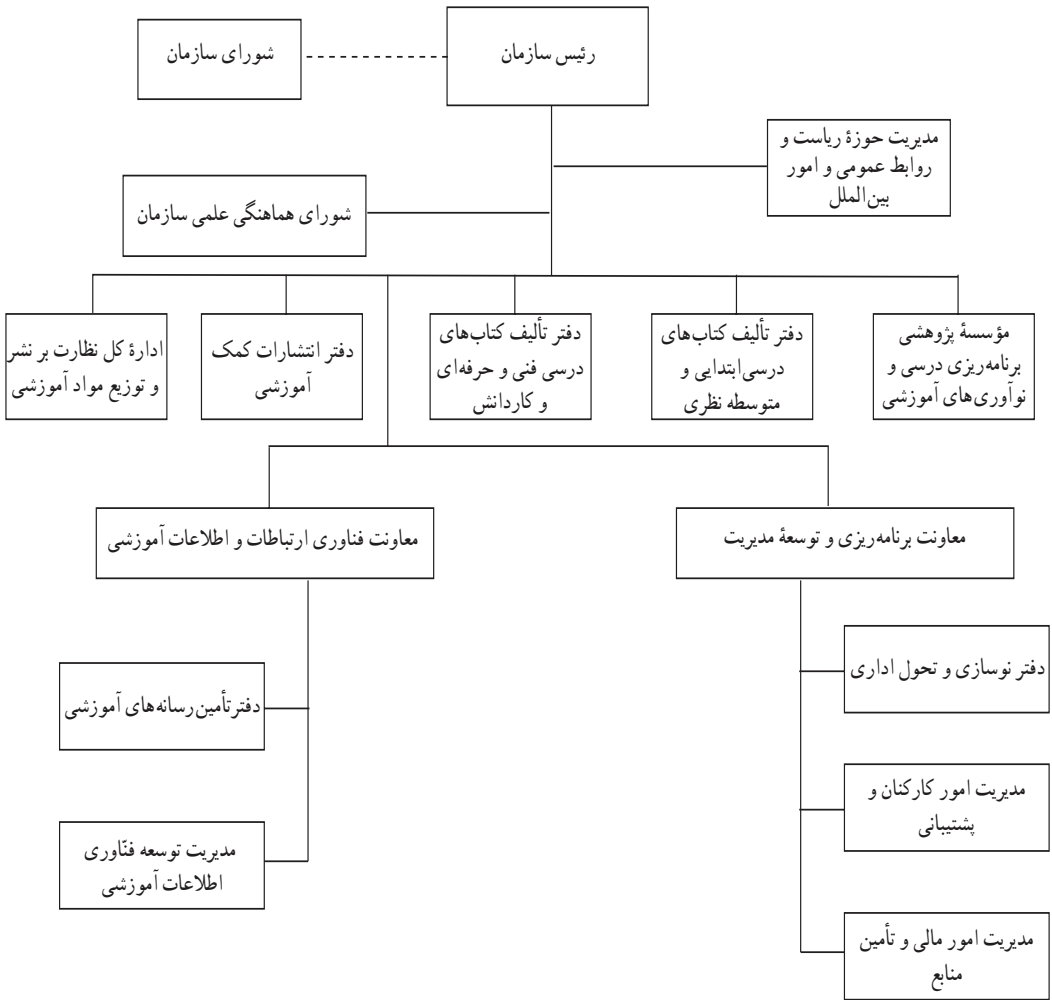 رئیس سازمان
شورای سازمان
مدیریت حوزهٔ ریاست و
روابط عمومی و امور
بین‌الملل
شورای هماهنگی علمی سازمان
مؤسسهٔ پژوهشی
برنامه‌ریزی درسی و
نوآوری‌های آموزشی
دفتر تألیف کتاب‌های
درسی‌ابتدایی و
متوسطه نظری
دفتر تألیف کتاب‌های
درسی فنی و حرفه‌ای
و کاردانش
دفتر انتشارات کمک
آموزشی
ادارهٔ کل نظارت بر نشر
و توزیع مواد آموزشی
معاونت برنامه‌ریزی و توسعهٔ مدیریت
معاونت فناوری ارتباطات و اطلاعات آموزشی
دفتر نوسازی و تحول اداری
مدیریت امور کارکنان و
پشتیبانی
مدیریت امور مالی و تأمین
منابع
دفترتأمین‌رسانه‌های آموزشی
مدیریت توسعه فنّاوری
اطلاعات آموزشی